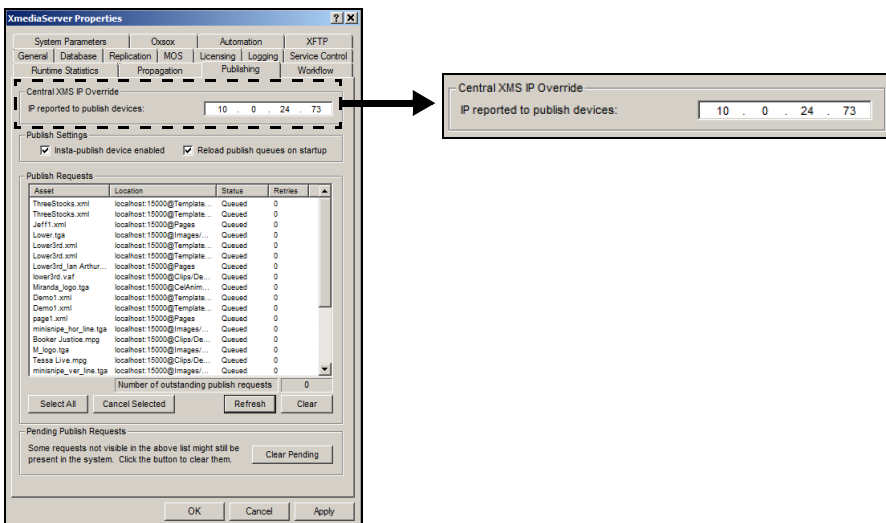 XmediaServer Properties
System Parameters Oxsox Automation XFTP
General Database Replication MOS Licensing Logging Service Control
Runtime Statistics Propagation Publishing Workflow
Central XMS IP Override
IP reported to publish devices: 10 . 0 . 24 . 73
Publish Settings
Insta-publish device enabled Reload publish queues on startup
Publish Requests
Asset Location Status Retries
ThreeStocks.xml localhost:15000@Template... Queued 0
ThreeStocks.xml localhost:15000@Template... Queued 0
Jeff1.xml localhost:15000@Pages Queued 0
Lower.tga localhost:15000@Images/... Queued 0
Lower3rd.xml localhost:15000@Template... Queued 0
Lower3rd.xml localhost:15000@Template... Queued 0
Lower3rd_Ian Arthur... localhost:15000@Pages Queued 0
lower3rd.vaf localhost:15000@Clips/De... Queued 0
Miranda_logo.tga localhost:15000@CelAnim... Queued 0
Demo1.xml localhost:15000@Template... Queued 0
Demo1.xml localhost:15000@Template... Queued 0
page1.xml localhost:15000@Pages Queued 0
minisnipe_hor_line.tga localhost:15000@Images/... Queued 0
Booker Justice.mpg localhost:15000@Clips/De... Queued 0
M_logo.tga localhost:15000@Images/... Queued 0
Tessa Live.mpg localhost:15000@Clips/De... Queued 0
minisnipe_ver_line.tga localhost:15000@Images/... Queued 0
Number of outstanding publish requests 0
Select All Cancel Selected Refresh Clear
Pending Publish Requests
Some requests not visible in the above list might still be
present in the system. Click the button to clear them.
Clear Pending
OK Cancel Apply
Central XMS IP Override
IP reported to publish devices: 10 . 0 . 24 . 73